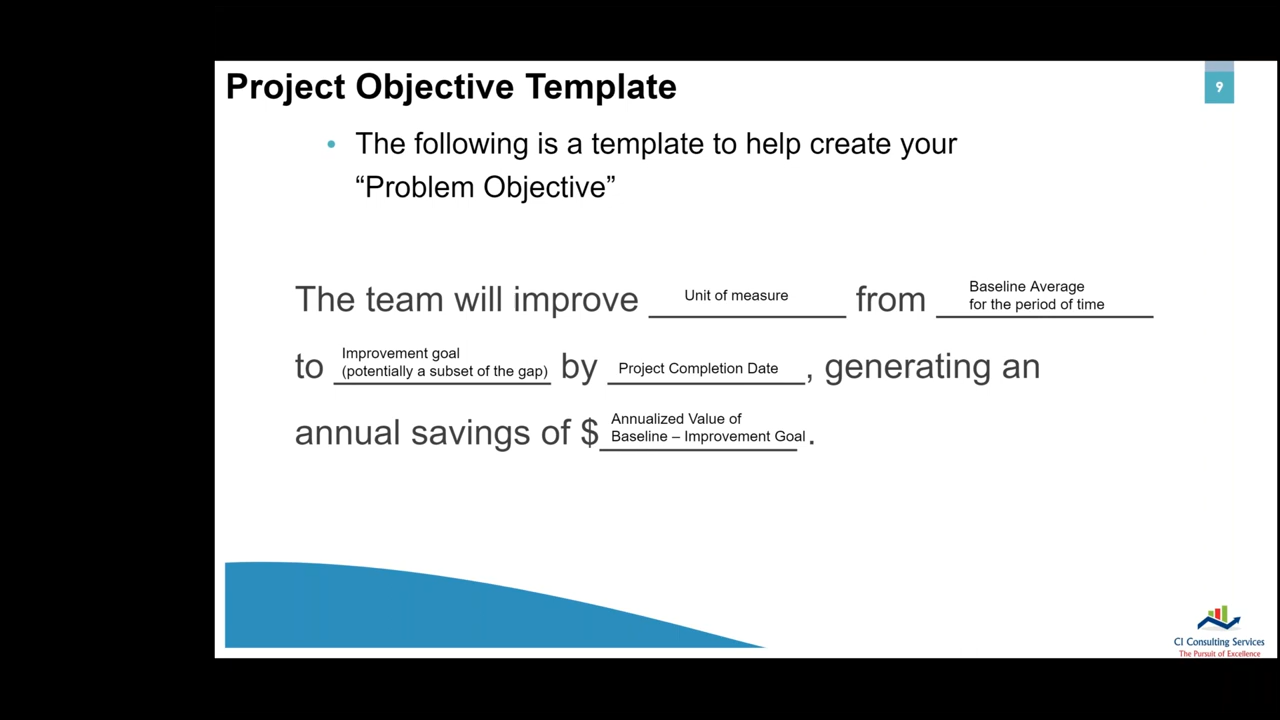 Project Objective Template
9
• The following is a template to help create your
“Problem Objective”
The team will improve Unit of measure from Baseline Average for the period of time
to Improvement goal (potentially a subset of the gap) by Project Completion Date, generating an
annual savings of $ Annualized Value of Baseline – Improvement Goal.
CI Consulting Services
The Pursuit of Excellence